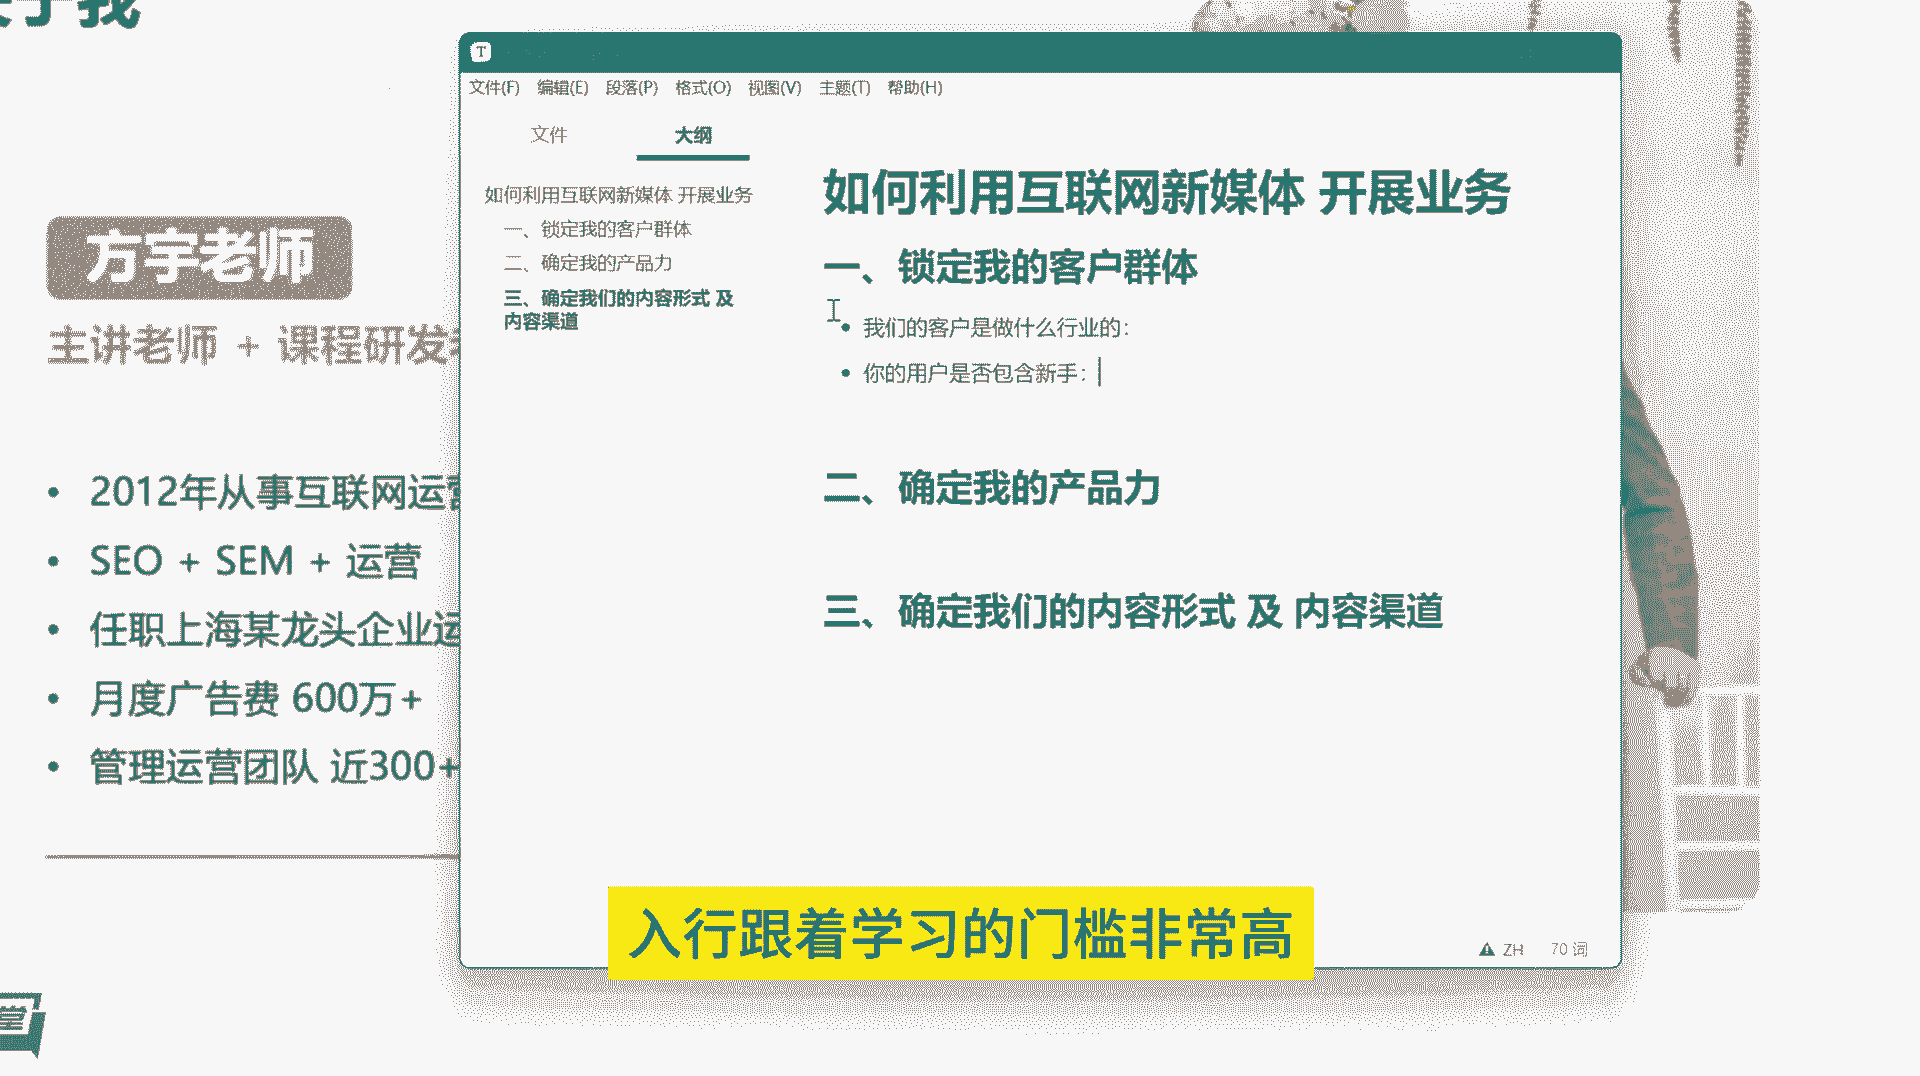 于我
方宇老师
主讲老师 + 课程研发
2012年从事互联网运营
SEO + SEM + 运营
任职上海某龙头企业运
月度广告费 600万+
管理运营团队 近300+
堂
T
文件(F) 编辑(E) 段落(P) 格式(O) 视图(V) 主题(T) 帮助(H)
文件 大纲
如何利用互联网新媒体 开展业务
一、锁定我的客户群体
二、确定我的产品力
三、确定我们的内容形式 及
内容渠道
如何利用互联网新媒体 开展业务
一、锁定我的客户群体
我们的客户是做什么行业的：
你的用户是否包含新手：
二、确定我的产品力
三、确定我们的内容形式 及 内容渠道
ZH 70 词
入行跟着学习的门槛非常高